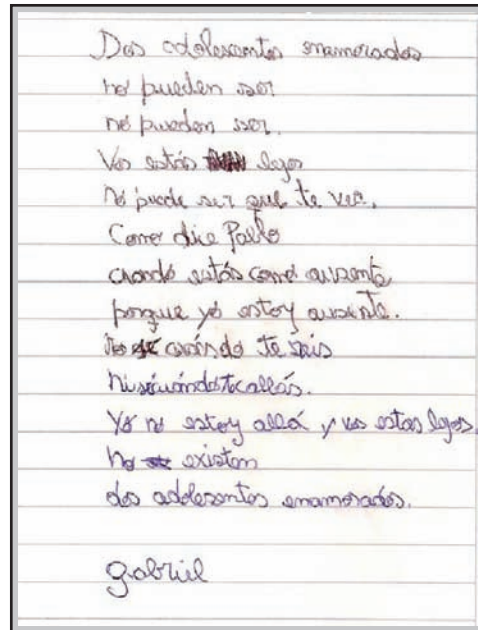 Dos adolescentes enamorados
no pueden ser
no pueden ser.
Vos estás lejos
No puede ser que te vea.
Como dice Pablo
cuando estás como ausente
porque yo estoy ausente.
cuándo te reís
Ni sé cuándo te callás.
Yo no estoy allá y vos estas lejos.
No existen
dos adolesentes enamorados.
gabriel